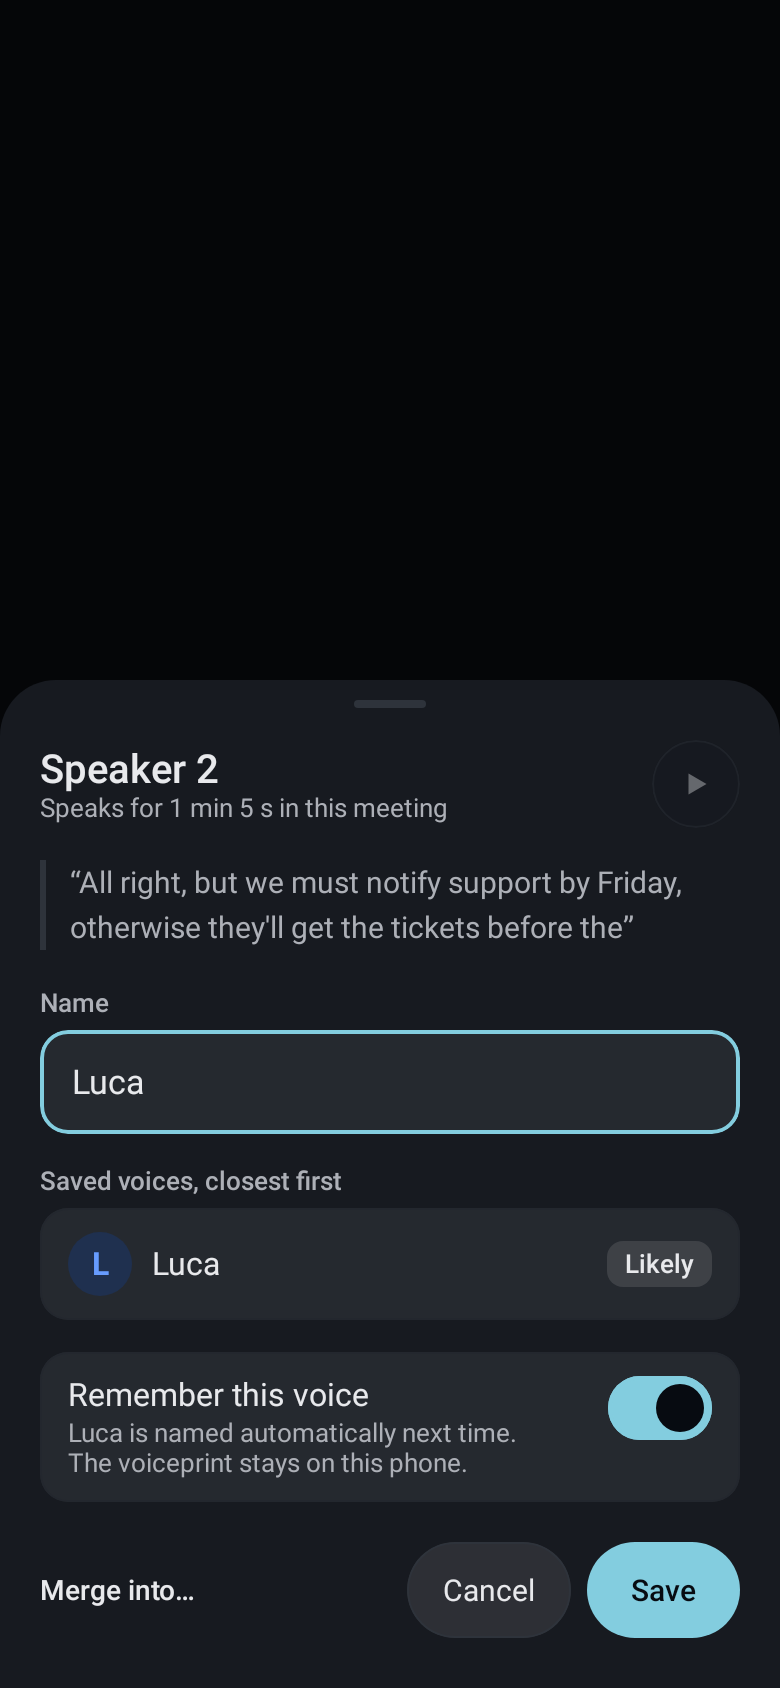 Speaker 2
Speaks for 1 min 5 s in this meeting
“All right, but we must notify support by Friday,
otherwise they'll get the tickets before the”
Name
Luca
Saved voices, closest first
L Luca Likely
Remember this voice
Luca is named automatically next time.
The voiceprint stays on this phone.
Merge into… Cancel Save